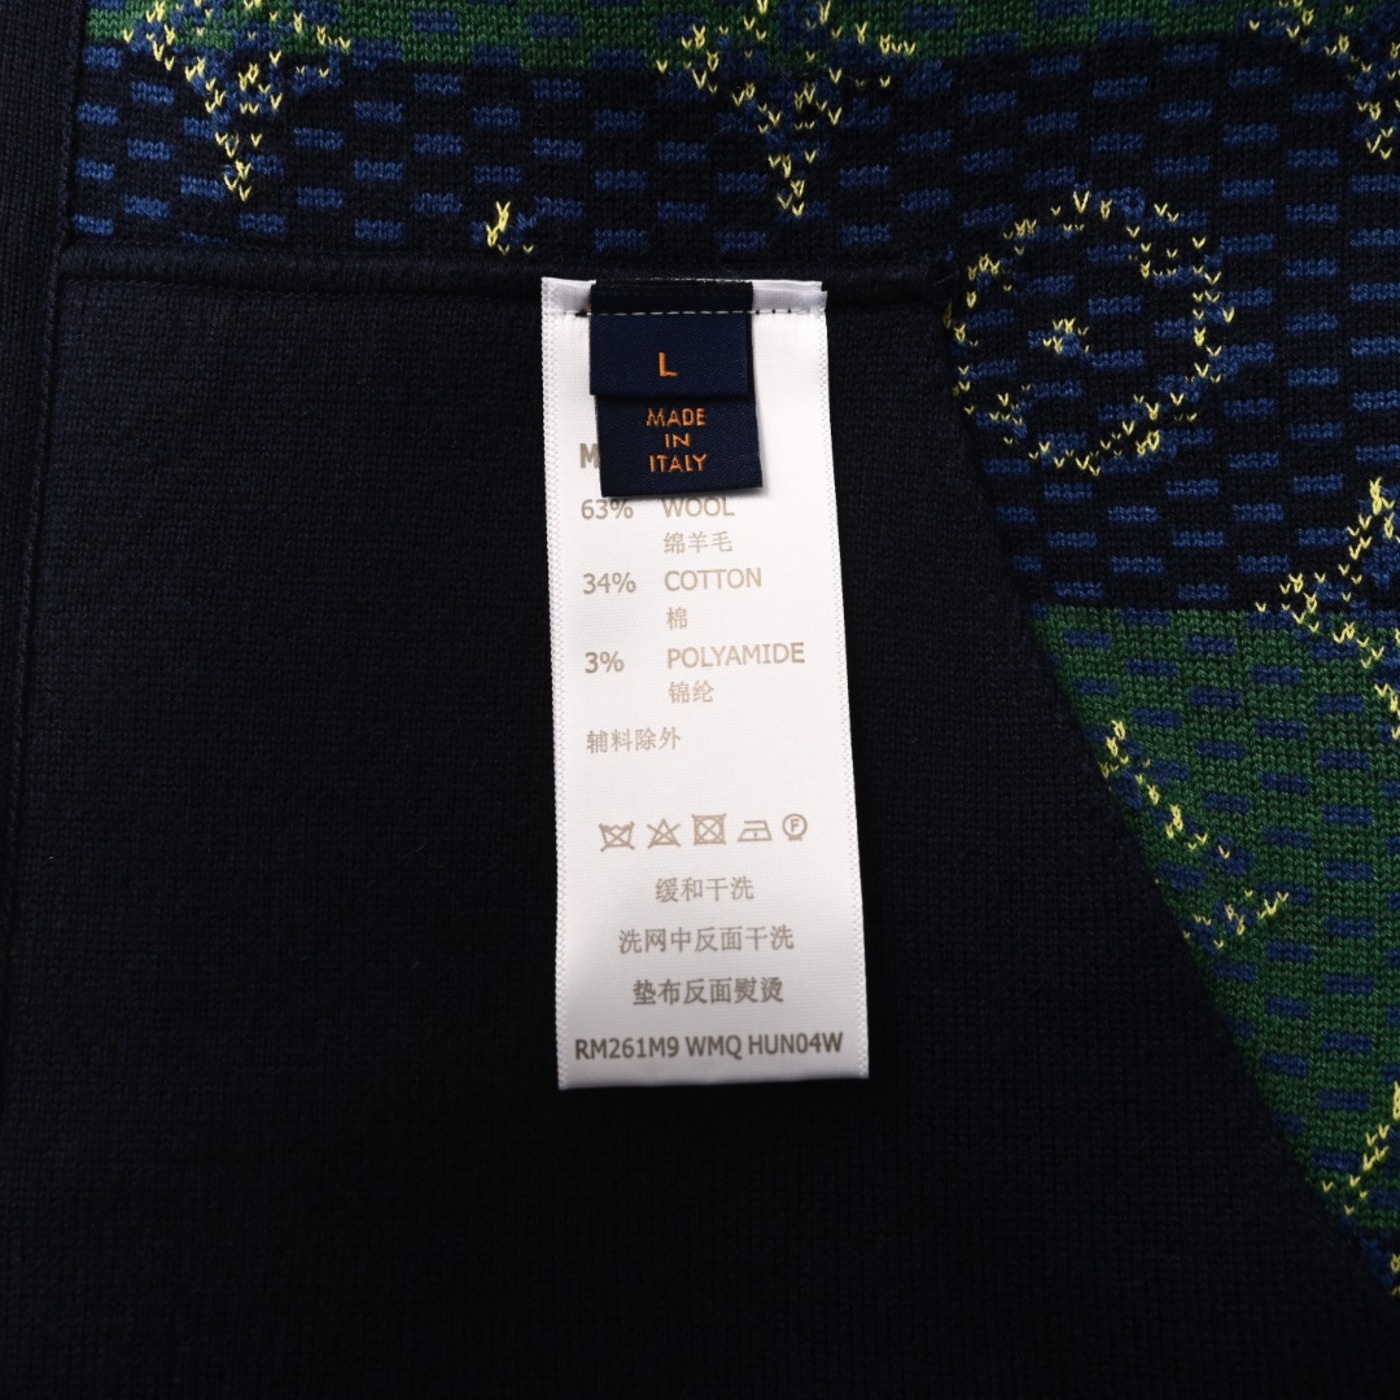 L
MADE
IN
ITALY
M
63% WOOL
绵羊毛
34% COTTON
棉
3% POLYAMIDE
锦纶
辅料除外
F
缓和干洗
洗网中反面干洗
垫布反面熨烫
RM261M9 WMQ HUN04W